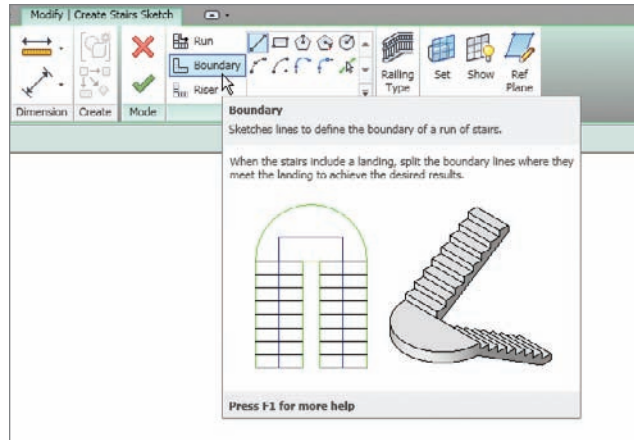 Modify | Create Stairs Sketch
Run
Boundary
Riser
Railing Type
Set
Show
Ref Plane
Dimension
Create
Mode
Boundary
Sketches lines to define the boundary of a run of stairs.
When the stairs include a landing, split the boundary lines where they
meet the landing to achieve the desired results.
Press F1 for more help